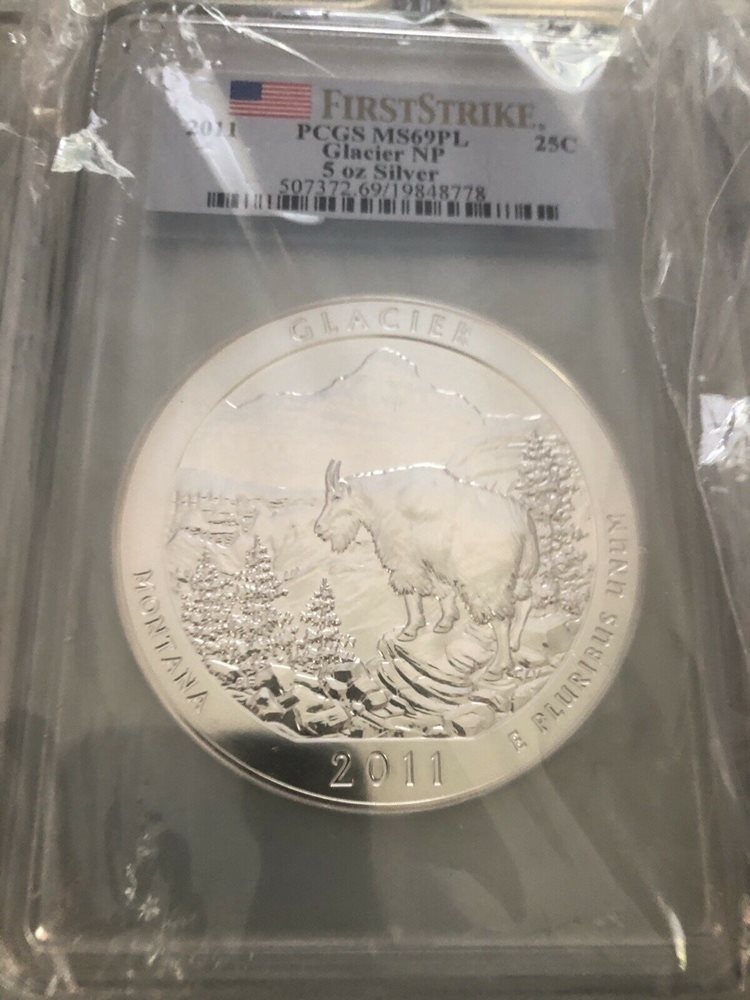 FIRSTSTRIKE®
2011 PCGS MS69PL 25C
Glacier NP
5 oz Silver
507372.69/19848778
GLACIER
MONTANA
E PLURIBUS UNUM
2011